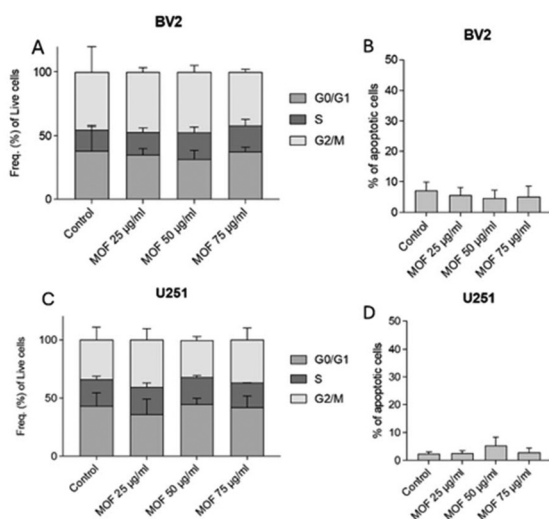 A
BV2
Freq. (%) of Live cells
100
50
0
G0/G1
S
G2/M
Control
MOF 25 µg/ml
MOF 50 µg/ml
MOF 75 µg/ml
B
BV2
% of apoptotic cells
50
40
30
20
10
0
Control
MOF 25 µg/ml
MOF 50 µg/ml
MOF 75 µg/ml
C
U251
Freq. (%) of Live cells
100
50
0
G0/G1
S
G2/M
Control
MOF 25 µg/ml
MOF 50 µg/ml
MOF 75 µg/ml
D
U251
% of apoptotic cells
50
40
30
20
10
0
Control
MOF 25 µg/ml
MOF 50 µg/ml
MOF 75 µg/ml